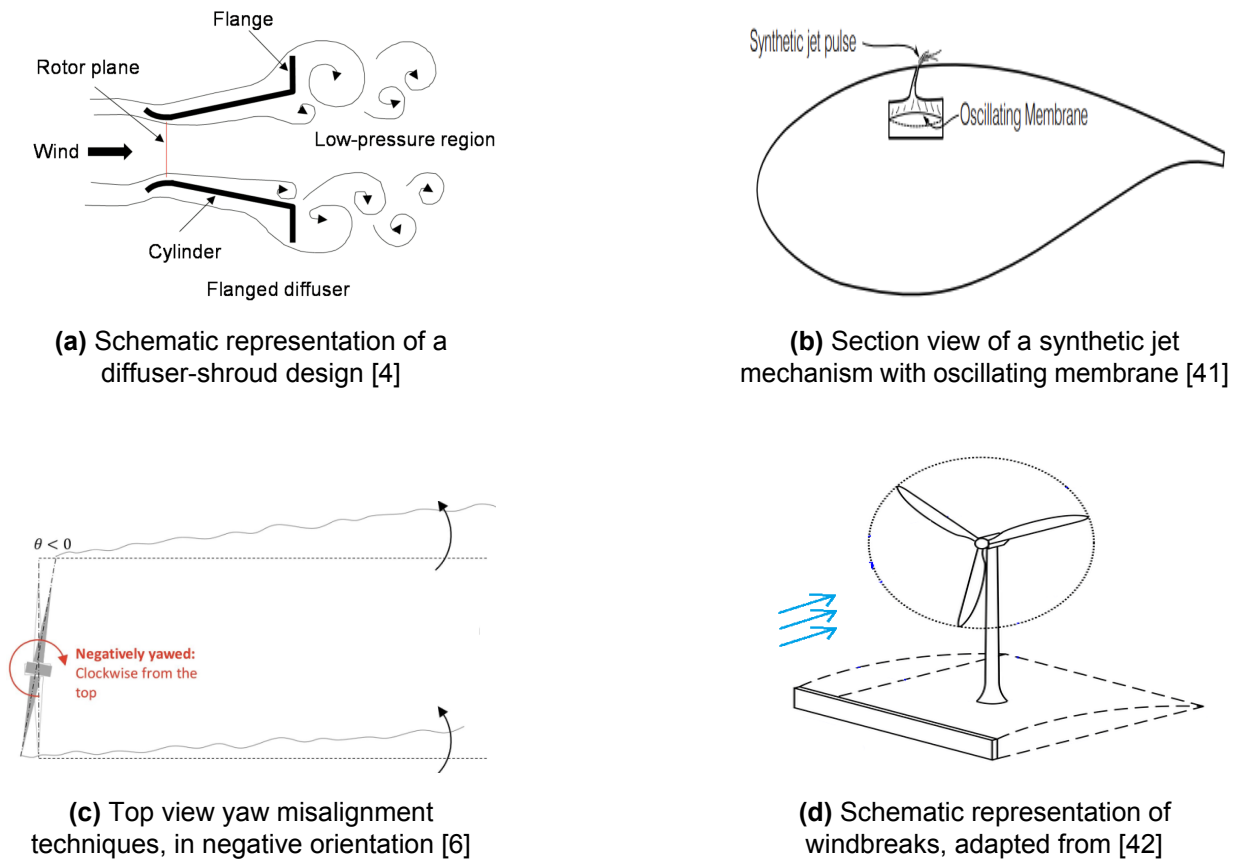 Flange
Rotor plane
Low-pressure region
Wind
Cylinder
Flanged diffuser
(a) Schematic representation of a
diffuser-shroud design [4]
Synthetic jet pulse
Oscillating Membrane
(b) Section view of a synthetic jet
mechanism with oscillating membrane [41]
θ < 0
Negatively yawed:
Clockwise from the
top
(c) Top view yaw misalignment
techniques, in negative orientation [6]
(d) Schematic representation of
windbreaks, adapted from [42]